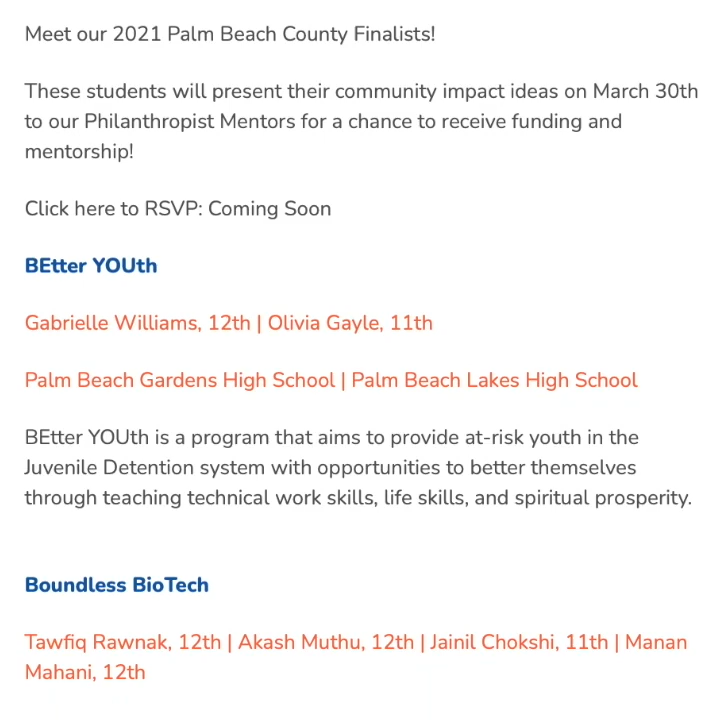 Meet our 2021 Palm Beach County Finalists!
These students will present their community impact ideas on March 30th
to our Philanthropist Mentors for a chance to receive funding and
mentorship!
Click here to RSVP: Coming Soon
BEtter YOUth
Gabrielle Williams, 12th | Olivia Gayle, 11th
Palm Beach Gardens High School | Palm Beach Lakes High School
BEtter YOUth is a program that aims to provide at-risk youth in the
Juvenile Detention system with opportunities to better themselves
through teaching technical work skills, life skills, and spiritual prosperity.
Boundless BioTech
Tawfiq Rawnak, 12th | Akash Muthu, 12th | Jainil Chokshi, 11th | Manan
Mahani, 12th